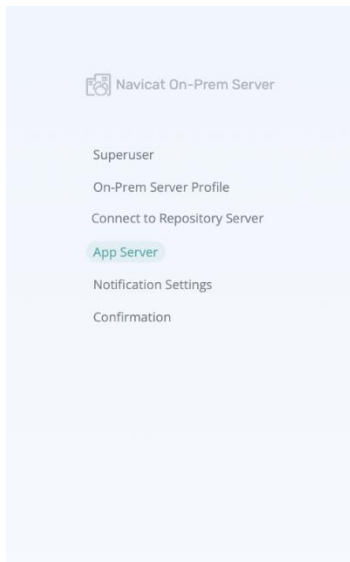 Navicat On-Prem Server
Superuser
On-Prem Server Profile
Connect to Repository Server
App Server
Notification Settings
Confirmation